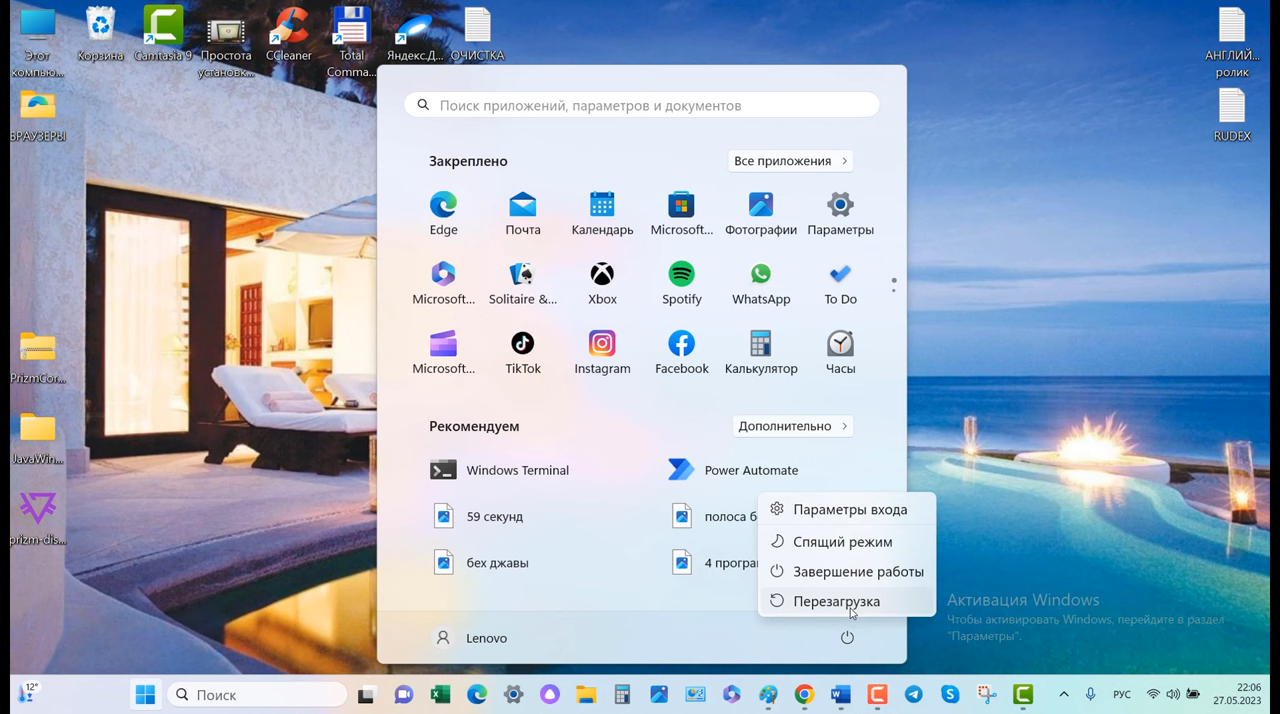 Этот
компью...
Корзина
Camtasia 9
Простота
установк...
CCleaner
Total
Comma...
Яндекс.Д...
ОЧИСТКА
АНГЛИЙ...
ролик
БРАУЗЕРЫ
RUDEX
PrizmCor...
JavaWin...
prizm-dis...
Поиск приложений, параметров и документов
Закреплено
Все приложения
Edge
Почта
Календарь
Microsoft...
Фотографии
Параметры
Microsoft...
Solitaire &...
Xbox
Spotify
WhatsApp
To Do
Microsoft...
TikTok
Instagram
Facebook
Калькулятор
Часы
Рекомендуем
Дополнительно
Windows Terminal
Power Automate
59 секунд
полоса б
бех джавы
4 програ
Параметры входа
Спящий режим
Завершение работы
Перезагрузка
Lenovo
Активация Windows
Чтобы активировать Windows, перейдите в раздел
"Параметры".
12°
Поиск
РУС
22:06
27.05.2023